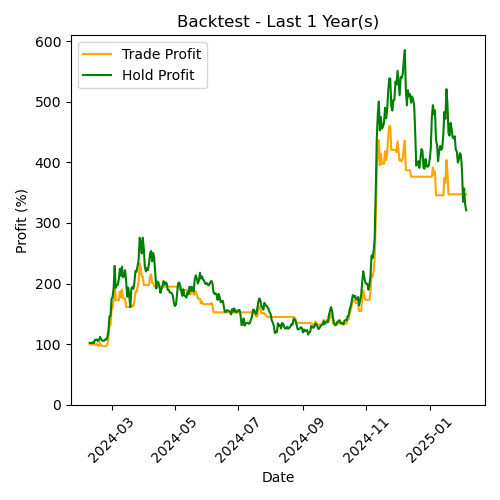 Backtest - Last 1 Year(s)
Trade Profit
Hold Profit
Profit (%)
600
500
400
300
200
100
0
2024-03
2024-05
2024-07
2024-09
2024-11
2025-01
Date